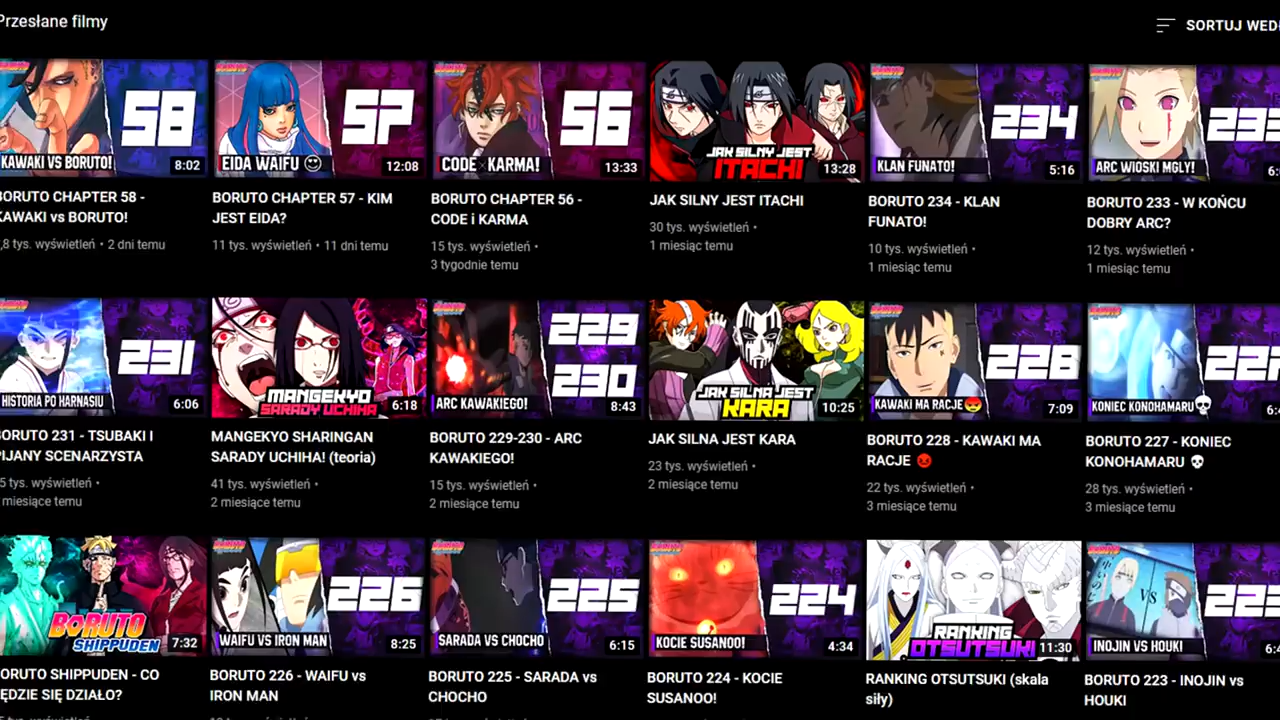 Przesłane filmy
SORTUJ WED
58
KAWAKI VS BORUTO!
8:02
57
EIDA WAIFU
12:08
56
CODE KARMA!
13:33
JAK SILNY JEST
ITACHI
13:28
234
KLAN FUNATO!
5:16
233
ARC WIOSKI MGLY!
6:
BORUTO CHAPTER 58 -
KAWAKI vs BORUTO!
,8 tys. wyświetleń • 2 dni temu
BORUTO CHAPTER 57 - KIM
JEST EIDA?
11 tys. wyświetleń • 11 dni temu
BORUTO CHAPTER 56 -
CODE i KARMA
15 tys. wyświetleń •
3 tygodnie temu
JAK SILNY JEST ITACHI
30 tys. wyświetleń •
1 miesiąc temu
BORUTO 234 - KLAN
FUNATO!
10 tys. wyświetleń •
1 miesiąc temu
BORUTO 233 - W KOŃCU
DOBRY ARC?
12 tys. wyświetleń •
1 miesiąc temu
231
HISTORIA PO HARNASIU
6:06
MANGEKYO
SARADY UCHIHA
6:18
229
230
ARC KAWAKIEGO!
8:43
JAK SILNA JEST
KARA
10:25
228
KAWAKI MA RACJE😡
7:09
227
KONIEC KONOHAMARU💀
6:4
BORUTO 231 - TSUBAKI I
PIJANY SCENARZYSTA
5 tys. wyświetleń •
miesiące temu
MANGEKYO SHARINGAN
SARADY UCHIHA! (teoria)
41 tys. wyświetleń •
2 miesiące temu
BORUTO 229-230 - ARC
KAWAKIEGO!
15 tys. wyświetleń •
2 miesiące temu
JAK SILNA JEST KARA
23 tys. wyświetleń •
2 miesiące temu
BORUTO 228 - KAWAKI MA
RACJE 😡
22 tys. wyświetleń •
3 miesiące temu
BORUTO 227 - KONIEC
KONOHAMARU 💀
28 tys. wyświetleń •
3 miesiące temu
BORUTO
SHIPPUDEN
7:32
226
WAIFU VS IRON MAN
8:25
225
SARADA VS CHOCHO
6:15
224
KOCIE SUSANOO!
4:34
RANKING
OTSUTSUKI
11:30
VS
223
INOJIN VS HOUKI
6:4
BORUTO SHIPPUDEN - CO
BĘDZIE SIĘ DZIAŁO?
BORUTO 226 - WAIFU vs
IRON MAN
BORUTO 225 - SARADA vs
CHOCHO
BORUTO 224 - KOCIE
SUSANOO!
RANKING OTSUTSUKI (skala
siły)
BORUTO 223 - INOJIN vs
HOUKI